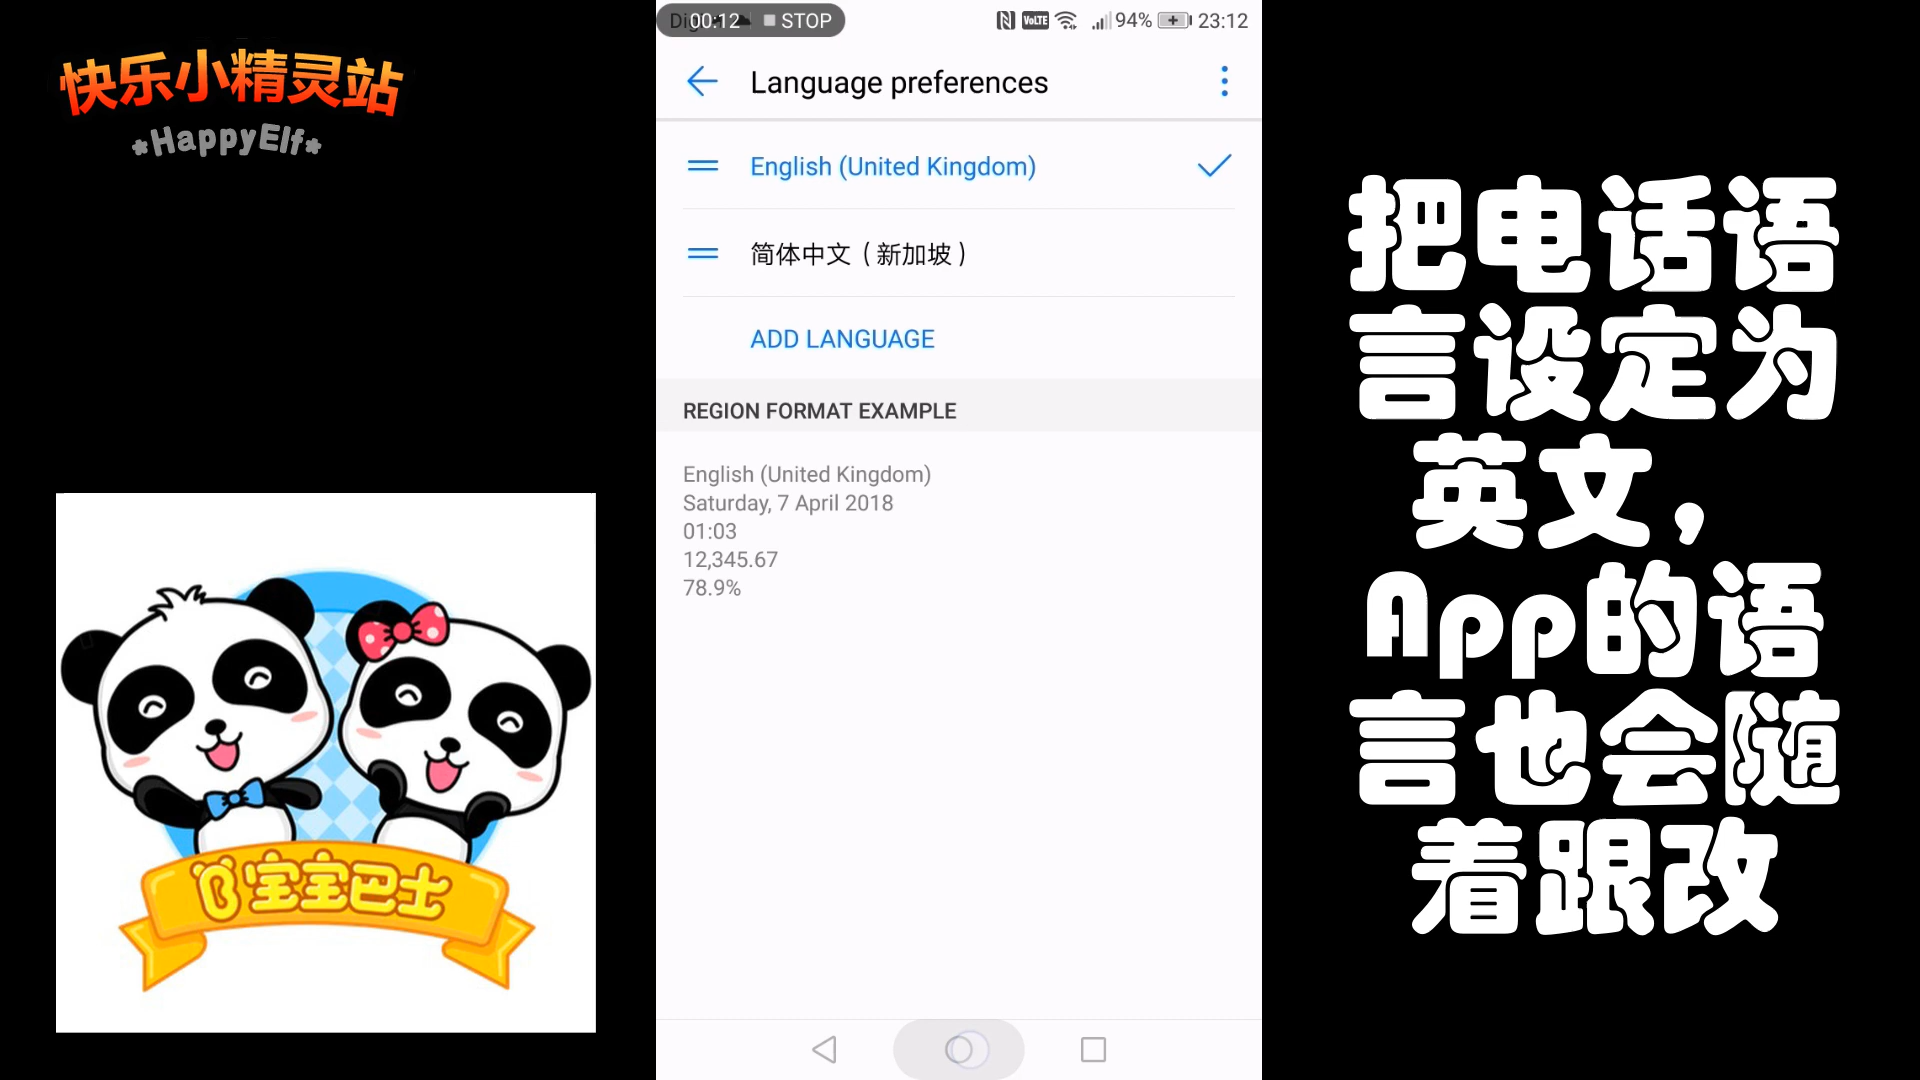 快乐小精灵站
*HappyElf*
00:12 STOP
VoLTE 94% 23:12
Language preferences
English (United Kingdom)
简体中文（新加坡）
ADD LANGUAGE
REGION FORMAT EXAMPLE
English (United Kingdom)
Saturday, 7 April 2018
01:03
12,345.67
78.9%
宝宝巴士
把电话语
言设定为
英文，
App的语
言也会随
着跟改